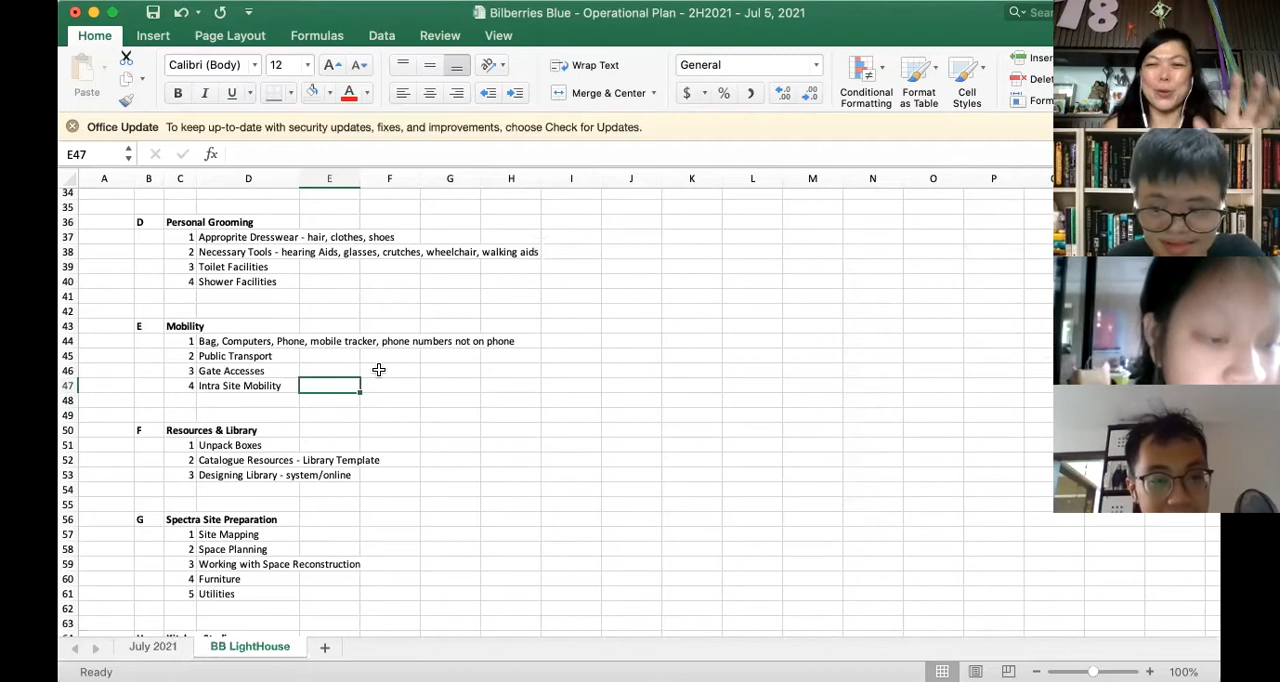 Bilberries Blue - Operational Plan - 2H2021 - Jul 5, 2021
Home Insert Page Layout Formulas Data Review View
Calibri (Body) 12 Wrap Text General
Paste B I U Merge & Center $ % Conditional Formatting Format as Table Cell Styles
Office Update To keep up-to-date with security updates, fixes, and improvements, choose Check for Updates.
E47 fx
A B C D E F G H I J K L M N O P
34
35
36 D Personal Grooming
37 1 Approprite Dresswear - hair, clothes, shoes
38 2 Necessary Tools - hearing Aids, glasses, crutches, wheelchair, walking aids
39 3 Toilet Facilities
40 4 Shower Facilities
41
42
43 E Mobility
44 1 Bag, Computers, Phone, mobile tracker, phone numbers not on phone
45 2 Public Transport
46 3 Gate Accesses
47 4 Intra Site Mobility
48
49
50 F Resources & Library
51 1 Unpack Boxes
52 2 Catalogue Resources - Library Template
53 3 Designing Library - system/online
54
55
56 G Spectra Site Preparation
57 1 Site Mapping
58 2 Space Planning
59 3 Working with Space Reconstruction
60 4 Furniture
61 5 Utilities
62
63
July 2021 BB LightHouse
Ready 100%